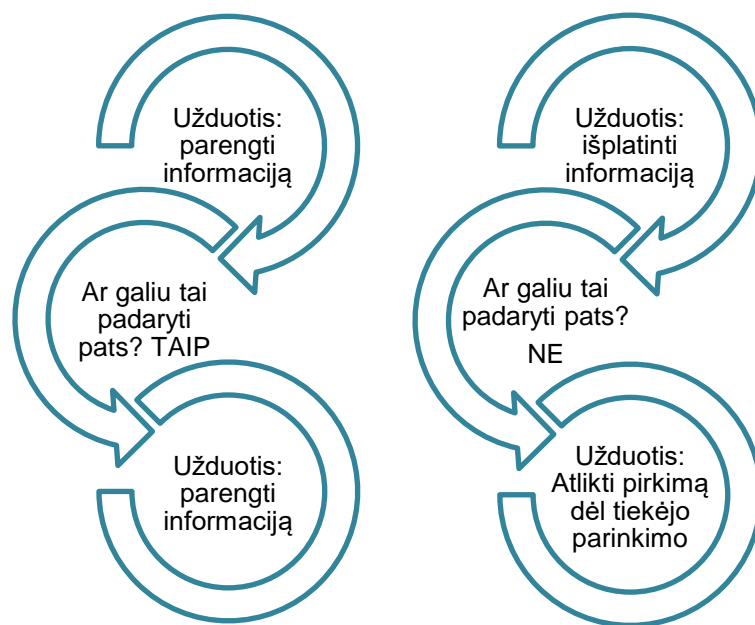 Užduotis:
parengti
informaciją
Ar galiu tai
padaryti
pats? TAIP
Užduotis:
parengti
informaciją
Užduotis:
išplatinti
informaciją
Ar galiu tai
padaryti pats?
NE
Užduotis:
Atlikti pirkimą
dėl tiekėjo
parinkimo